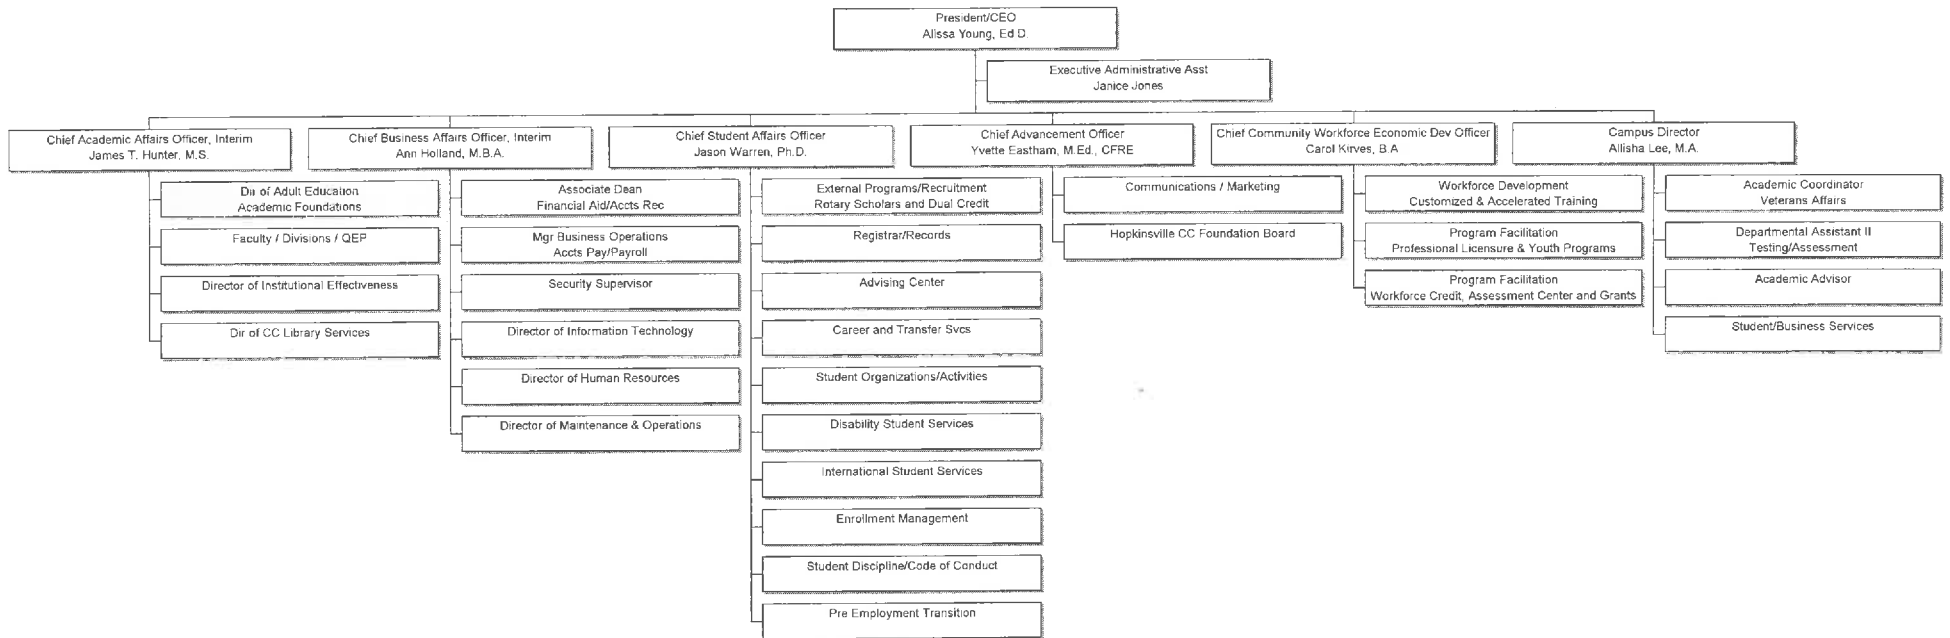 President/CEO
Alissa Young, Ed D.
Executive Administrative Asst
Janice Jones
Chief Academic Affairs Officer, Interim
James T. Hunter, M.S.
Chief Business Affairs Officer, Interim
Ann Holland, M.B.A.
Chief Student Affairs Officer
Jason Warren, Ph.D.
Chief Advancement Officer
Yvette Eastham, M.Ed., CFRE
Chief Community Workforce Economic Dev Officer
Carol Kirves, B.A
Campus Director
Allisha Lee, M.A.
Dir of Adult Education
Academic Foundations
Faculty / Divisions / QEP
Director of Institutional Effectiveness
Dir of CC Library Services
Associate Dean
Financial Aid/Accts Rec
Mgr Business Operations
Accts Pay/Payroll
Security Supervisor
Director of Information Technology
Director of Human Resources
Director of Maintenance & Operations
External Programs/Recruitment
Rotary Scholars and Dual Credit
Registrar/Records
Advising Center
Career and Transfer Svcs
Student Organizations/Activities
Disability Student Services
International Student Services
Enrollment Management
Student Discipline/Code of Conduct
Pre Employment Transition
Communications / Marketing
Hopkinsville CC Foundation Board
Workforce Development
Customized & Accelerated Training
Program Facilitation
Professional Licensure & Youth Programs
Program Facilitation
Workforce Credit, Assessment Center and Grants
Academic Coordinator
Veterans Affairs
Departmental Assistant II
Testing/Assessment
Academic Advisor
Student/Business Services